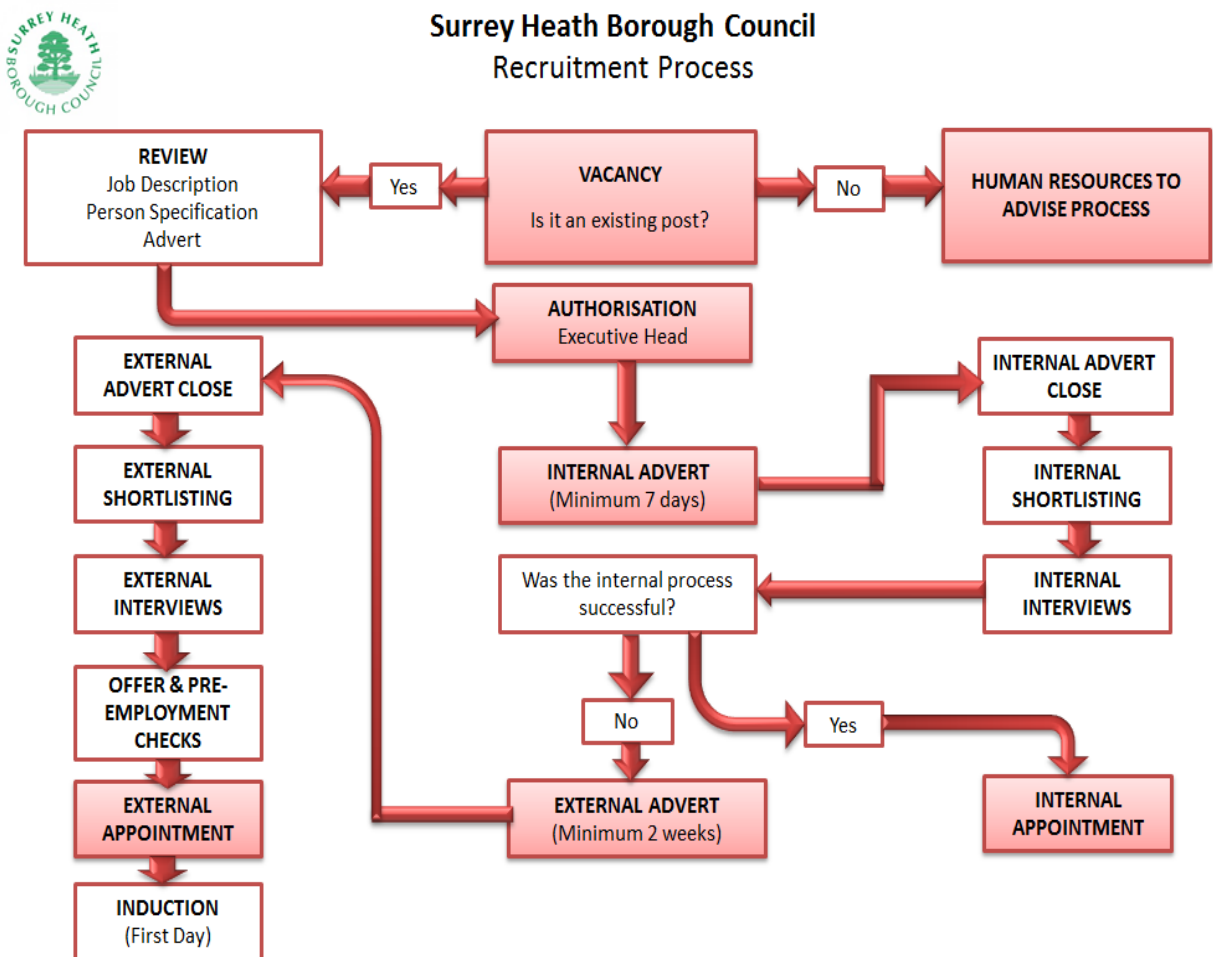 SURREY HEATH
BOROUGH COUNCIL
Surrey Heath Borough Council
Recruitment Process
REVIEW
Job Description
Person Specification
Advert
Yes
VACANCY
Is it an existing post?
No
HUMAN RESOURCES TO
ADVISE PROCESS
AUTHORISATION
Executive Head
INTERNAL ADVERT
(Minimum 7 days)
INTERNAL ADVERT
CLOSE
INTERNAL
SHORTLISTING
INTERNAL
INTERVIEWS
Was the internal process
successful?
No
Yes
INTERNAL
APPOINTMENT
EXTERNAL ADVERT
(Minimum 2 weeks)
EXTERNAL
ADVERT CLOSE
EXTERNAL
SHORTLISTING
EXTERNAL
INTERVIEWS
OFFER & PRE-
EMPLOYMENT
CHECKS
EXTERNAL
APPOINTMENT
INDUCTION
(First Day)